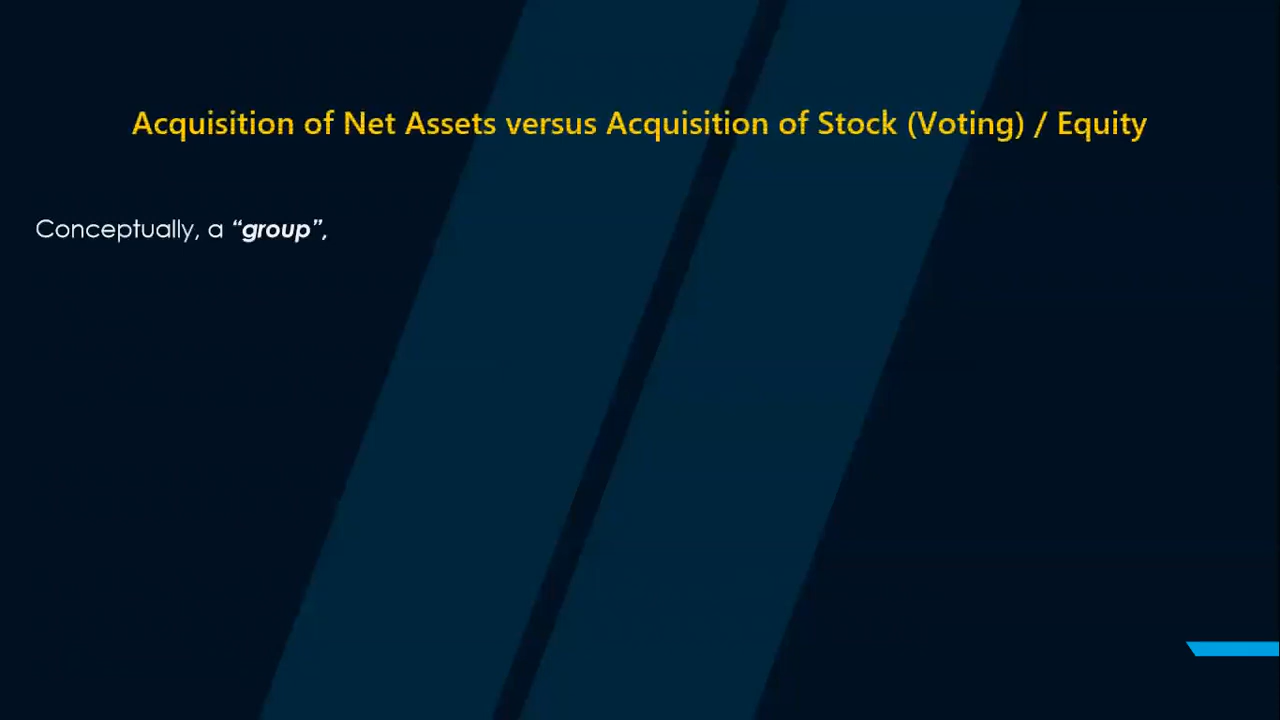 Acquisition of Net Assets versus Acquisition of Stock (Voting) / Equity
Conceptually, a “group”,